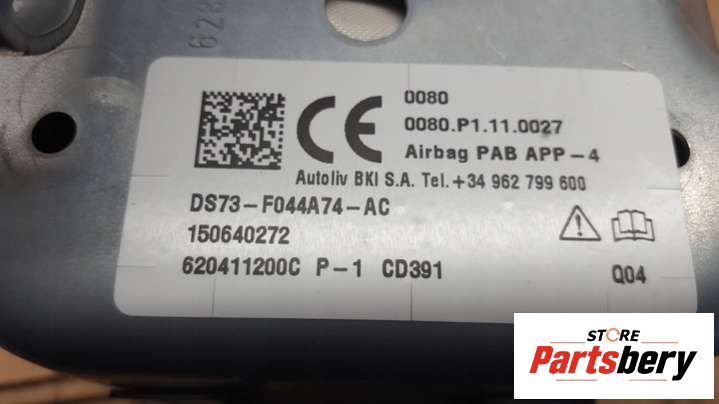 628
CE
0080
0080.P1.11.0027
Airbag PAB APP-4
Autoliv BKI S.A. Tel.+34 962 799 600
DS73-F044A74-AC
150640272
620411200C P-1 CD391
Q04
STORE
Partsbery